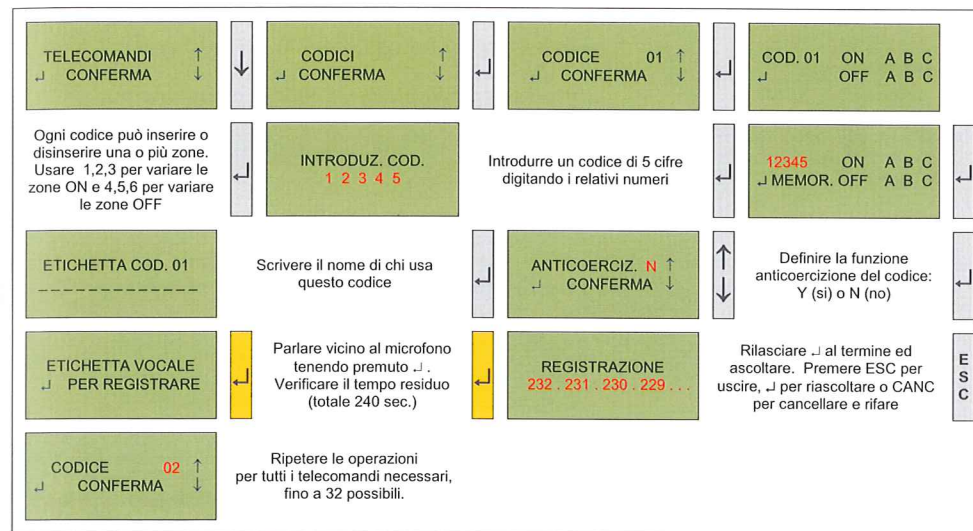 TELECOMANDI ↑
↵ CONFERMA ↓
↓
CODICI ↑
↵ CONFERMA ↓
↵
CODICE 01 ↑
↵ CONFERMA ↓
↵
COD. 01 ON A B C
↵ OFF A B C
Ogni codice può inserire o
disinserire una o più zone.
Usare 1,2,3 per variare le
zone ON e 4,5,6 per variare
le zone OFF
↵
INTRODUZ. COD.
1 2 3 4 5
Introdurre un codice di 5 cifre
digitando i relativi numeri
↵
12345 ON A B C
↵ MEMOR. OFF A B C
↵
ETICHETTA COD. 01
_ _ _ _ _ _ _ _ _ _ _ _ _
Scrivere il nome di chi usa
questo codice
↵
ANTICOERCIZ. N ↑
↵ CONFERMA ↓
↑
↓
Definire la funzione
anticoercizione del codice:
Y (si) o N (no)
↵
ETICHETTA VOCALE
↵ PER REGISTRARE
↵
Parlare vicino al microfono
tenendo premuto ↵ .
Verificare il tempo residuo
(totale 240 sec.)
↵
REGISTRAZIONE
232 . 231 . 230 . 229 . . .
Rilasciare ↵ al termine ed
ascoltare. Premere ESC per
uscire, ↵ per riascoltare o CANC
per cancellare e rifare
E
S
C
CODICE 02 ↑
↵ CONFERMA ↓
Ripetere le operazioni
per tutti i telecomandi necessari,
fino a 32 possibili.